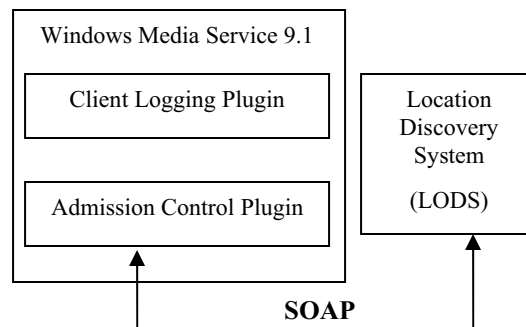 Windows Media Service 9.1
Client Logging Plugin
Admission Control Plugin
Location
Discovery
System
(LODS)
SOAP